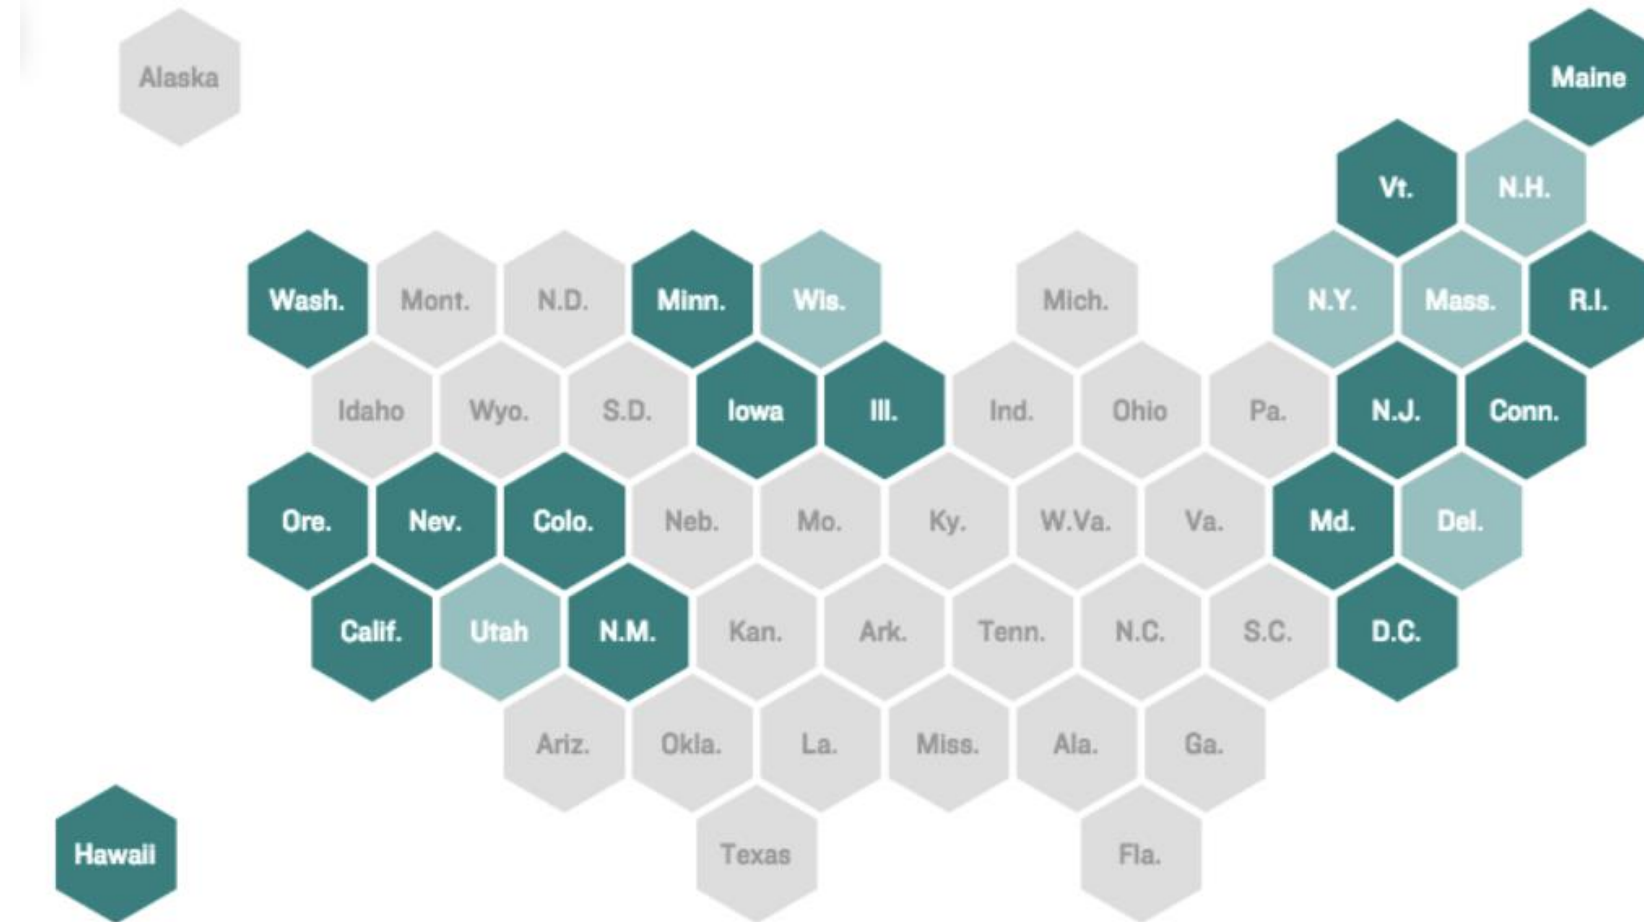 Alaska
Maine
Vt.
N.H.
Wash.
Mont.
N.D.
Minn.
Wis.
Mich.
N.Y.
Mass.
R.I.
Idaho
Wyo.
S.D.
Iowa
Ill.
Ind.
Ohio
Pa.
N.J.
Conn.
Ore.
Nev.
Colo.
Neb.
Mo.
Ky.
W.Va.
Va.
Md.
Del.
Calif.
Utah
N.M.
Kan.
Ark.
Tenn.
N.C.
S.C.
D.C.
Ariz.
Okla.
La.
Miss.
Ala.
Ga.
Hawaii
Texas
Fla.